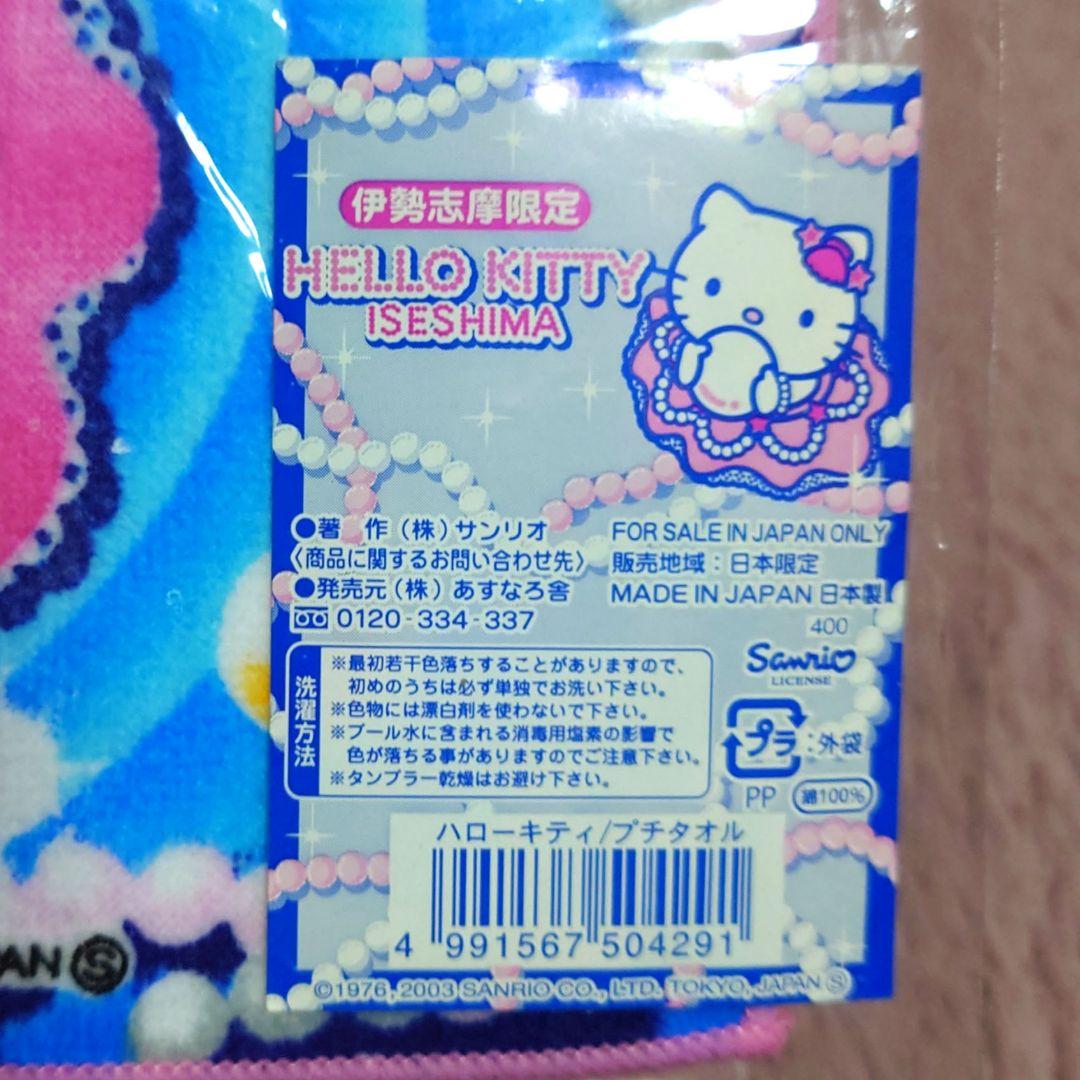 伊勢志摩限定
HELLO KITTY
ISESHIMA
●著 作(株)サンリオ
〈商品に関するお問い合わせ先〉
●発売元(株)あすなろ舎
0120-334-337
FOR SALE IN JAPAN ONLY
販売地域:日本限定
MADE IN JAPAN 日本製
400
Sanrio
LICENSE
洗濯方法
※最初若干色落ちすることがありますので、
初めのうちは必ず単独でお洗い下さい。
※色物には漂白剤を使わないで下さい。
※プール水に含まれる消毒用塩素の影響で
色が落ちる事がありますのでご注意下さい。
※タンブラー乾燥はお避け下さい。
プラ:外袋
PP 綿100%
ハローキティ/プチタオル
4 991567 504291
©1976, 2003 SANRIO CO., LTD. TOKYO, JAPAN Ⓢ
PAN Ⓢ